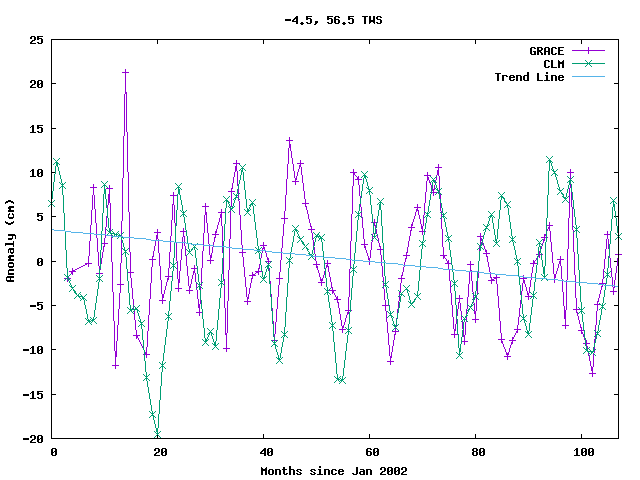 -4.5, 56.5 TWS
GRACE
CLM
Trend Line
Anomaly (cm)
25
20
15
10
5
0
-5
-10
-15
-20
0 20 40 60 80 100
Months since Jan 2002